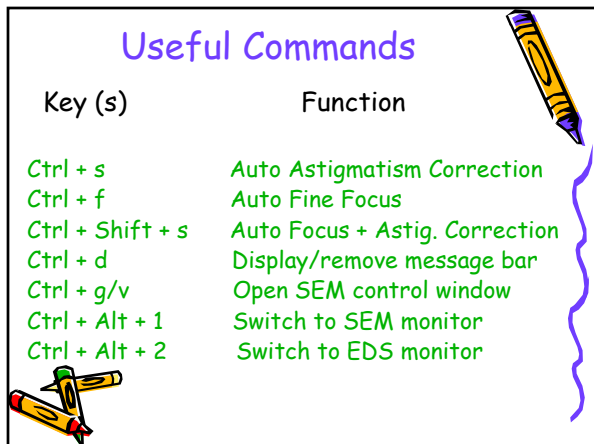 Useful Commands
Key (s) Function
Ctrl + s Auto Astigmatism Correction
Ctrl + f Auto Fine Focus
Ctrl + Shift + s Auto Focus + Astig. Correction
Ctrl + d Display/remove message bar
Ctrl + g/v Open SEM control window
Ctrl + Alt + 1 Switch to SEM monitor
Ctrl + Alt + 2 Switch to EDS monitor